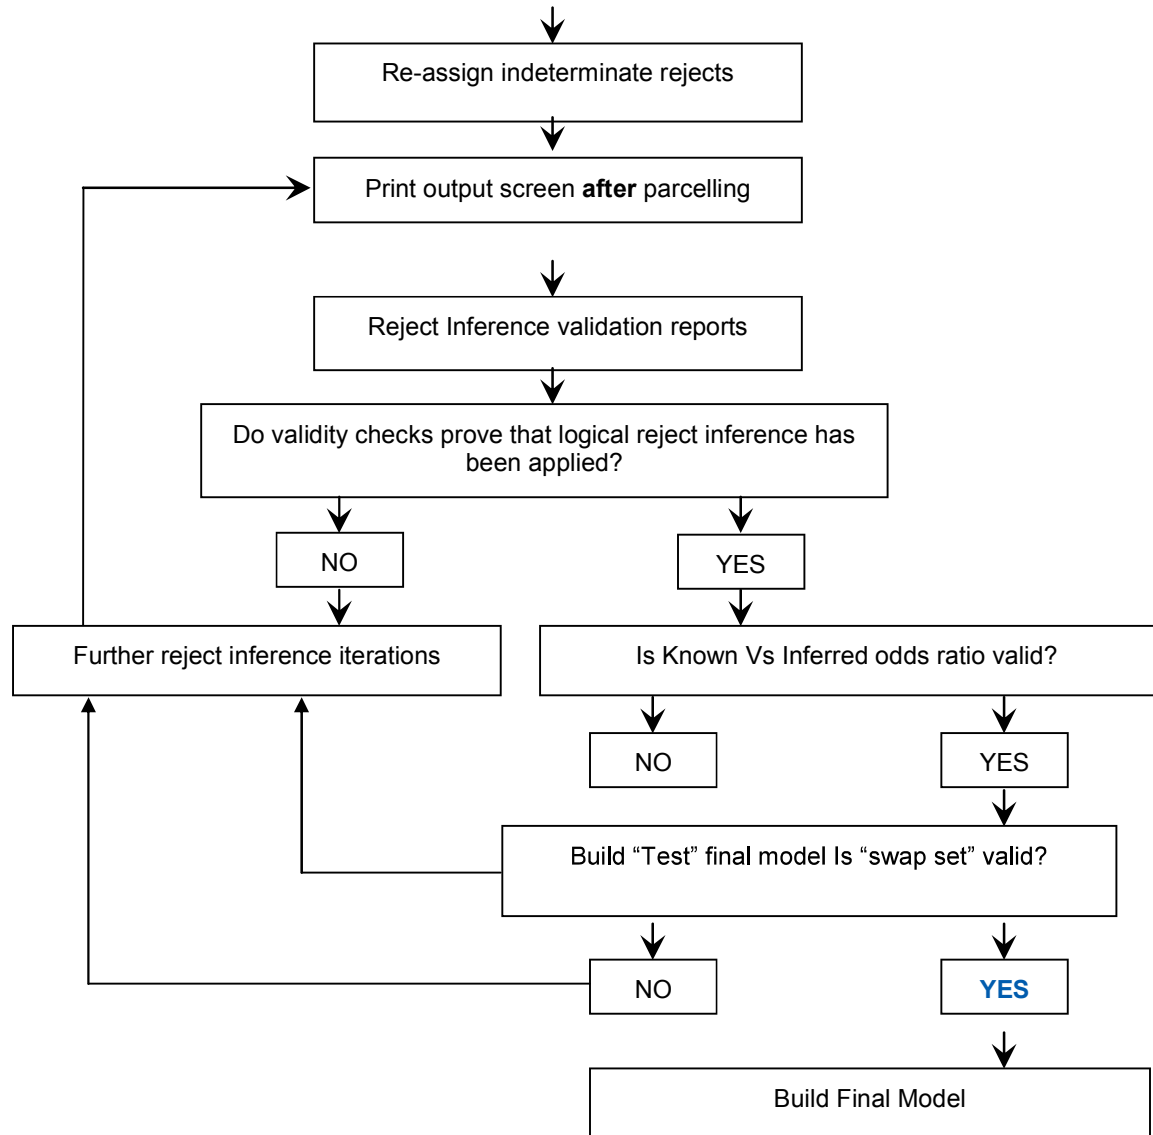 Re-assign indeterminate rejects
Print output screen after parcelling
Reject Inference validation reports
Do validity checks prove that logical reject inference has
been applied?
NO
YES
Further reject inference iterations
Is Known Vs Inferred odds ratio valid?
NO
YES
Build “Test” final model Is “swap set” valid?
NO
YES
Build Final Model